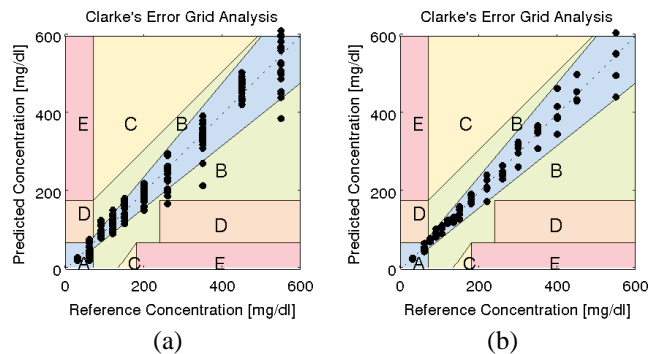 Clarke's Error Grid Analysis
Predicted Concentration [mg/dl]
600
400
200
0
E
C
B
B
D
D
A
C
E
0 200 400 600
Reference Concentration [mg/dl]
(a)
Clarke's Error Grid Analysis
Predicted Concentration [mg/dl]
600
400
200
0
E
C
B
B
D
D
A
C
E
0 200 400 600
Reference Concentration [mg/dl]
(b)